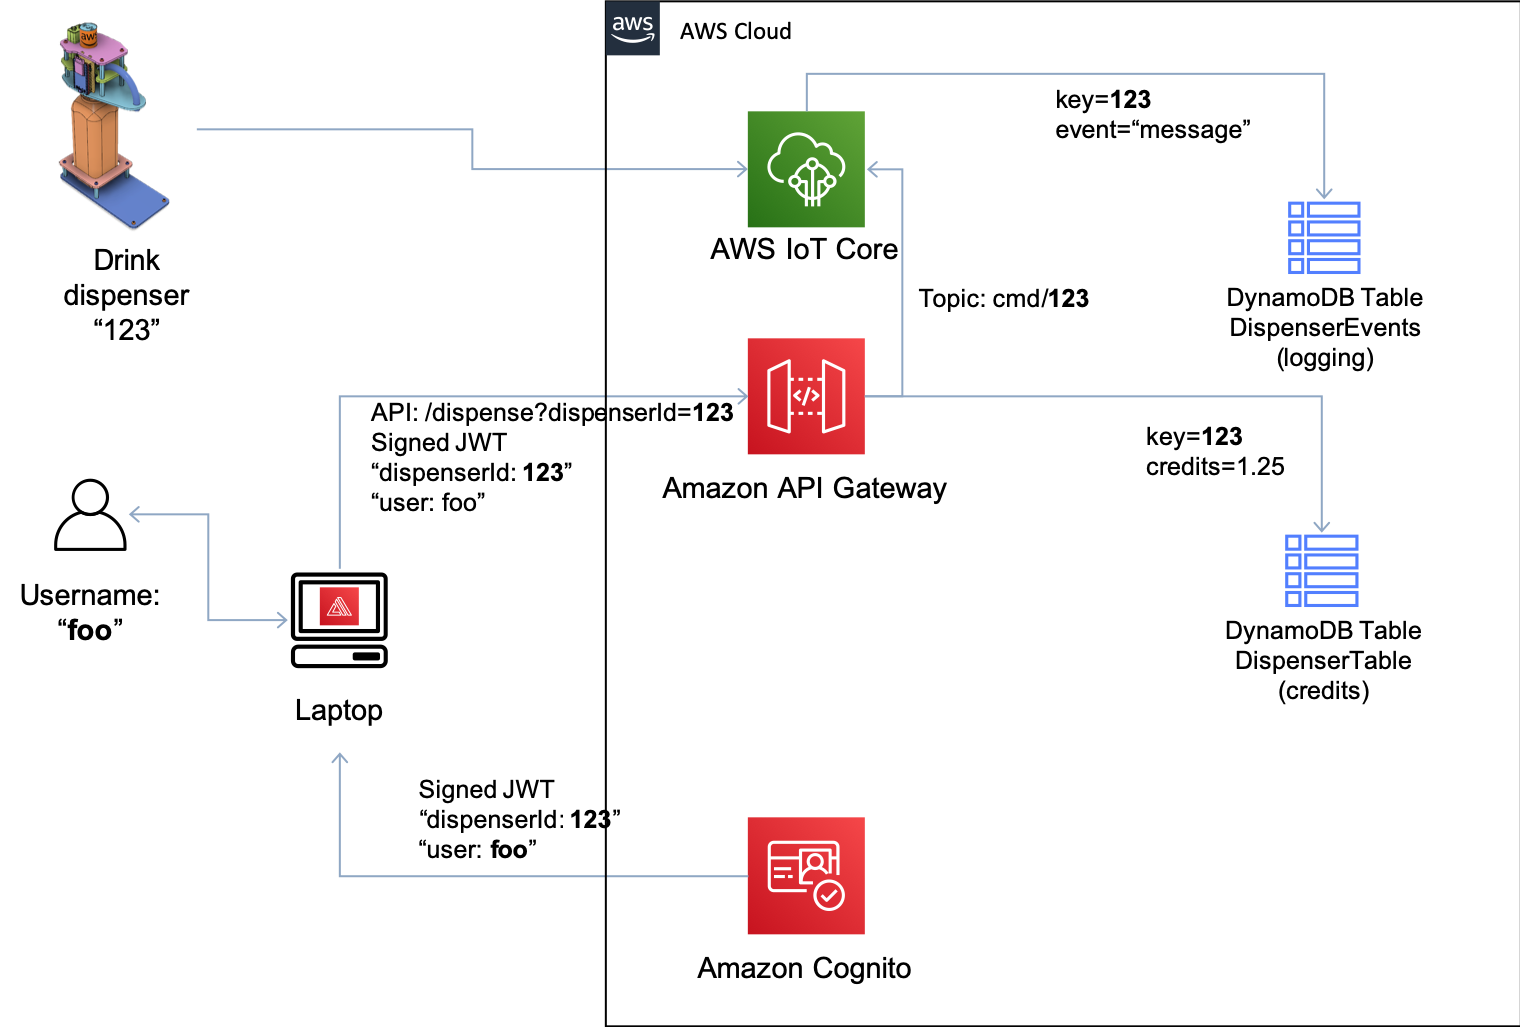 aws
AWS Cloud
aws
key=123
event=“message”
AWS IoT Core
Drink
dispenser
“123”
Topic: cmd/123
DynamoDB Table
DispenserEvents
(logging)
API: /dispense?dispenserId=123
Signed JWT
“dispenserId: 123”
“user: foo”
</>
Amazon API Gateway
key=123
credits=1.25
Username:
“foo”
Laptop
DynamoDB Table
DispenserTable
(credits)
Signed JWT
“dispenserId: 123”
“user: foo”
Amazon Cognito